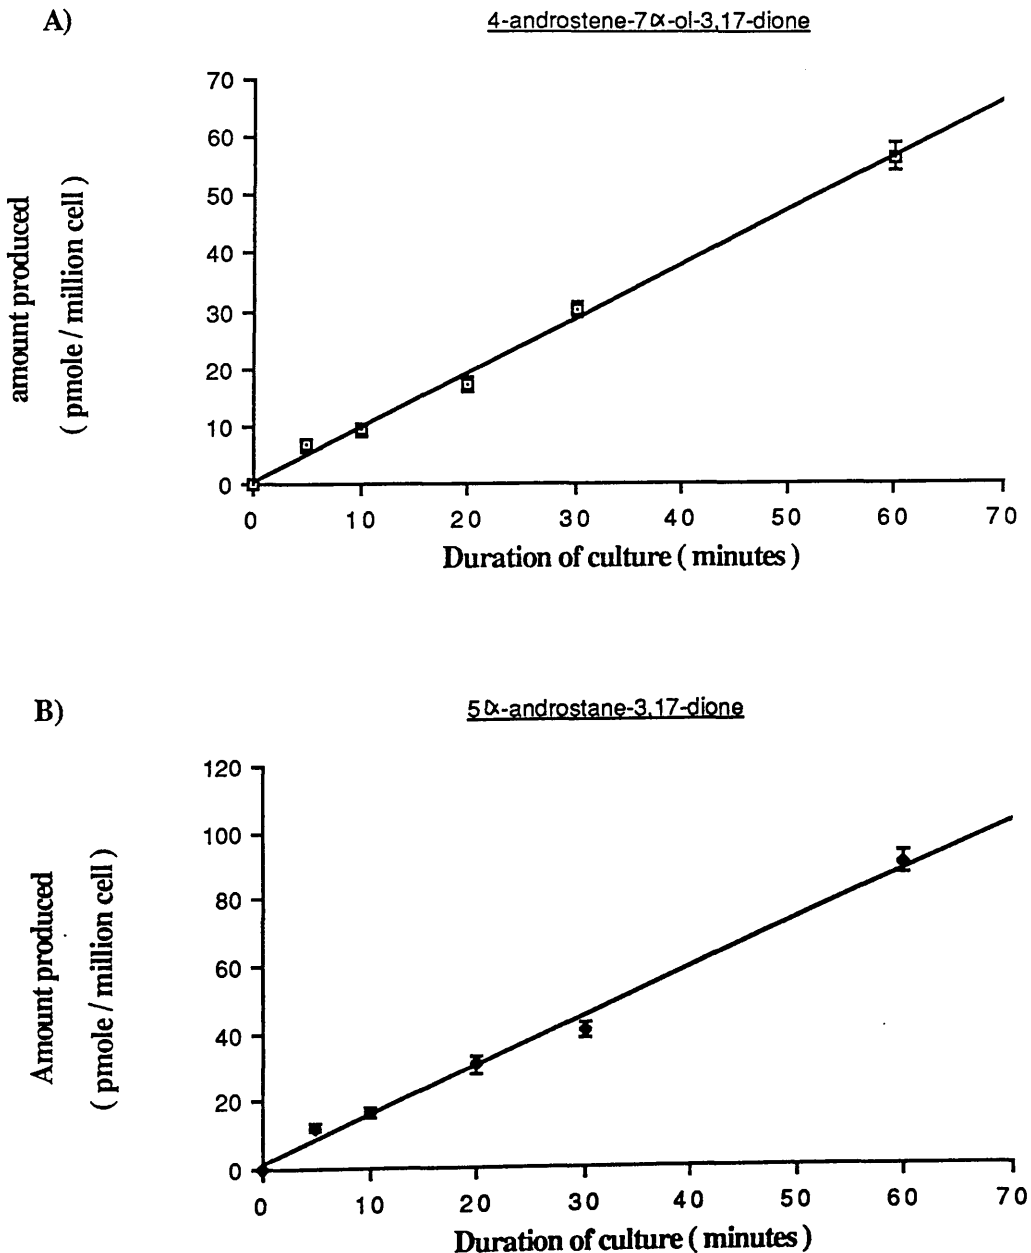 A)
4-androstene-7α-ol-3,17-dione
70
60
50
40
30
20
10
0
amount produced
( pmole / million cell )
0 10 20 30 40 50 60 70
Duration of culture ( minutes )
B)
5α-androstane-3,17-dione
120
100
80
60
40
20
0
Amount produced
( pmole / million cell )
0 10 20 30 40 50 60 70
Duration of culture ( minutes )